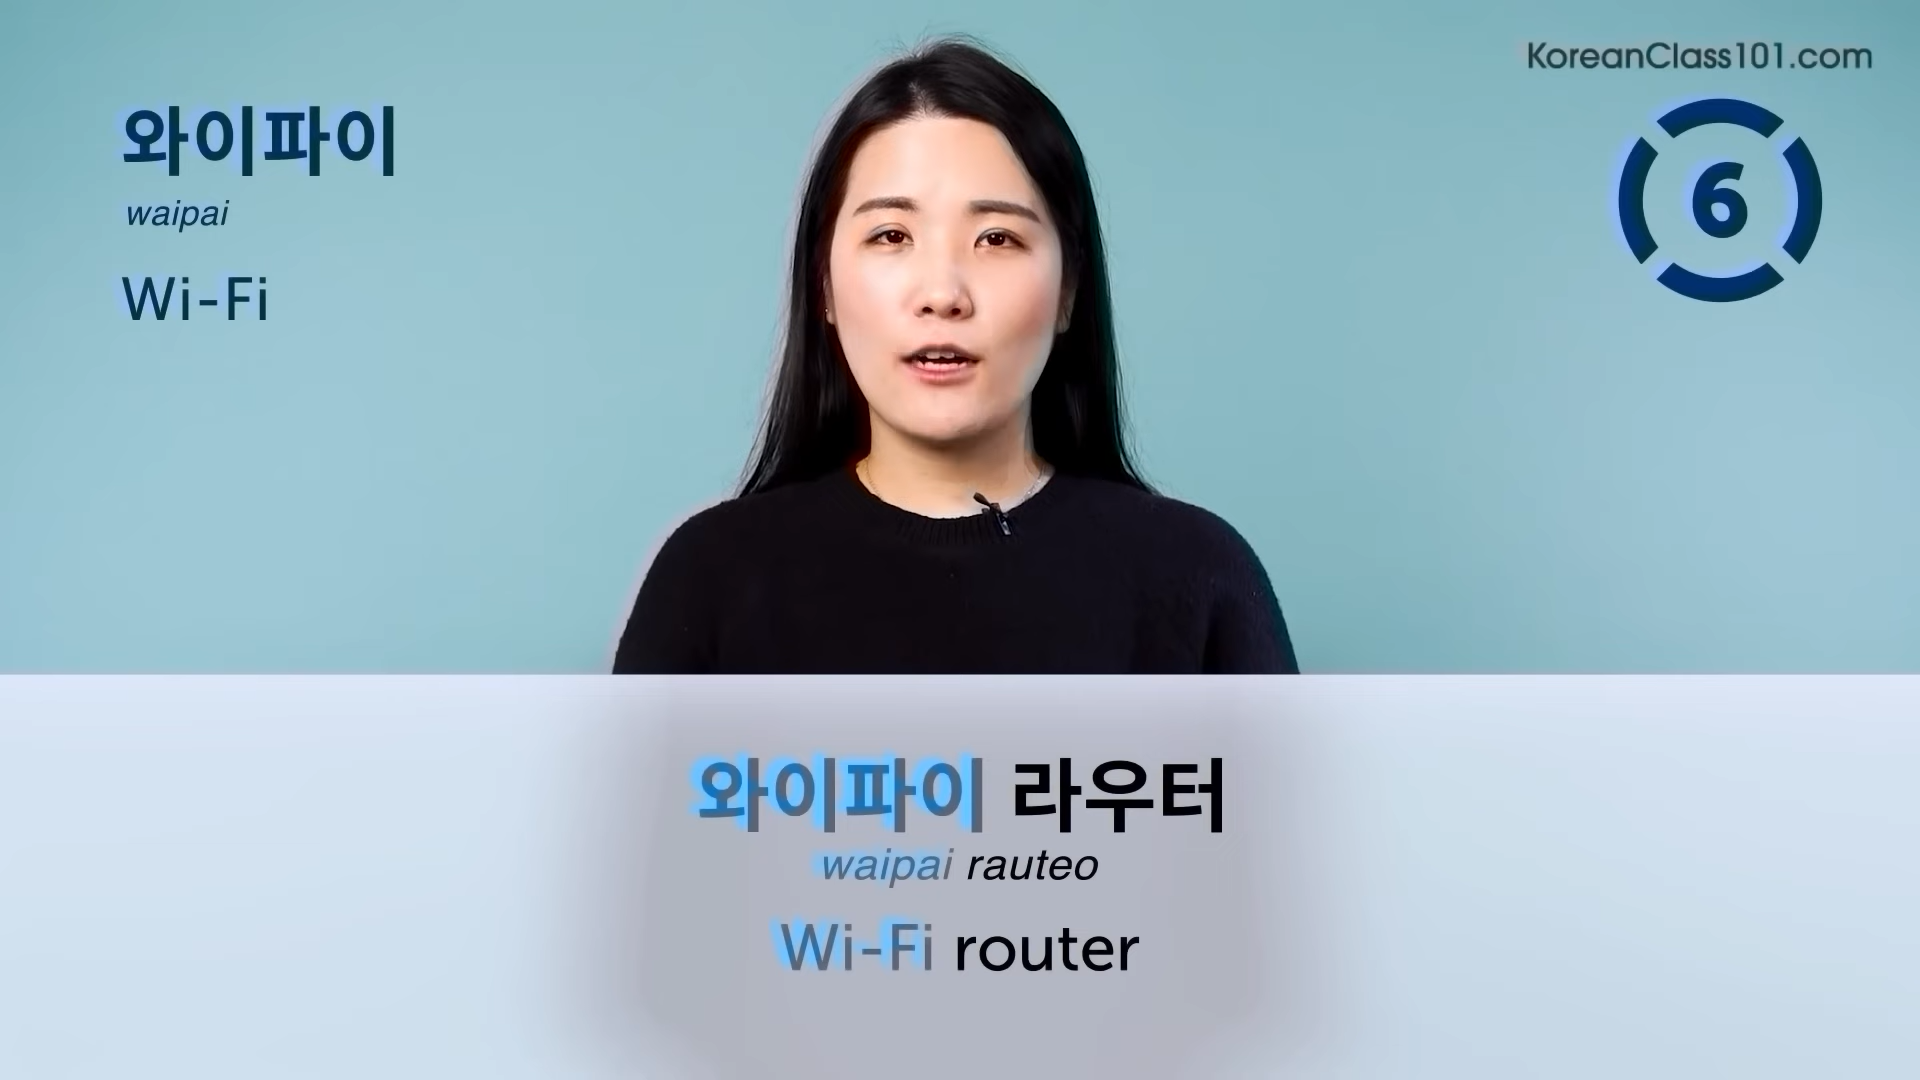 KoreanClass101.com
와이파이
waipai
Wi-Fi
6
와이파이 라우터
waipai rauteo
Wi-Fi router